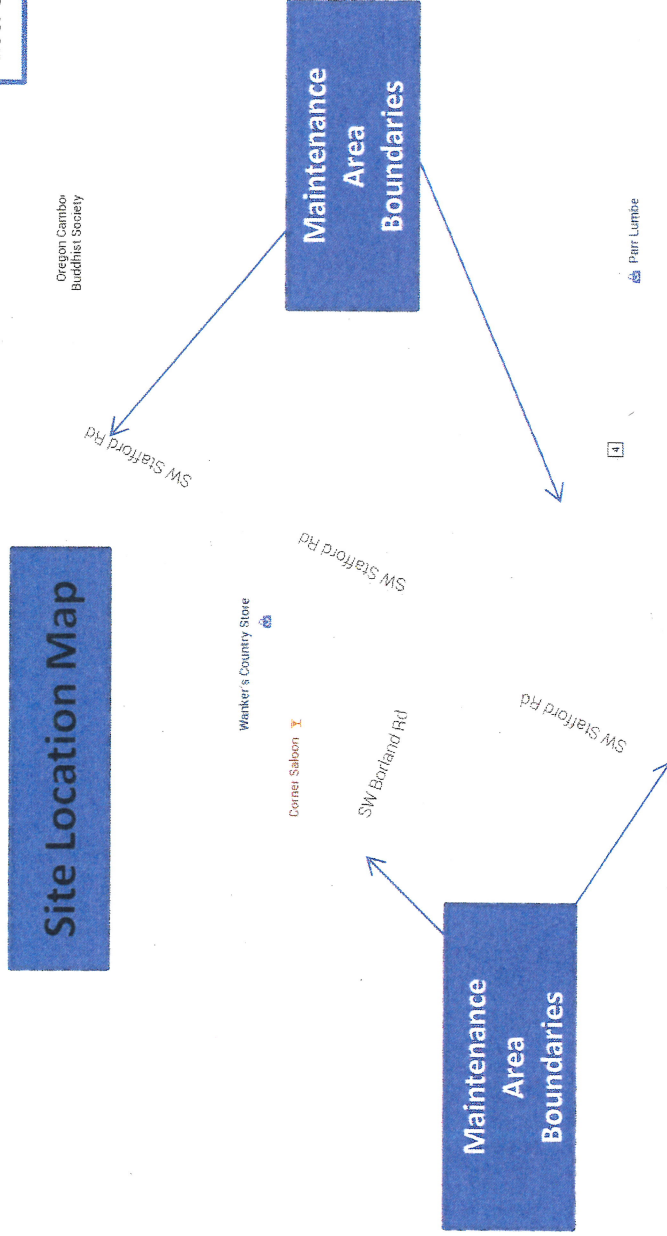 Site Location Map
Oregon Cambo
Buddhist Society
SW Stafford Rd
Maintenance
Area
Boundaries
Wanker's Country Store
SW Stafford Rd
Corner Saloon
SW Borland Rd
SW Stafford Rd
4
Parr Lumbe
Maintenance
Area
Boundaries